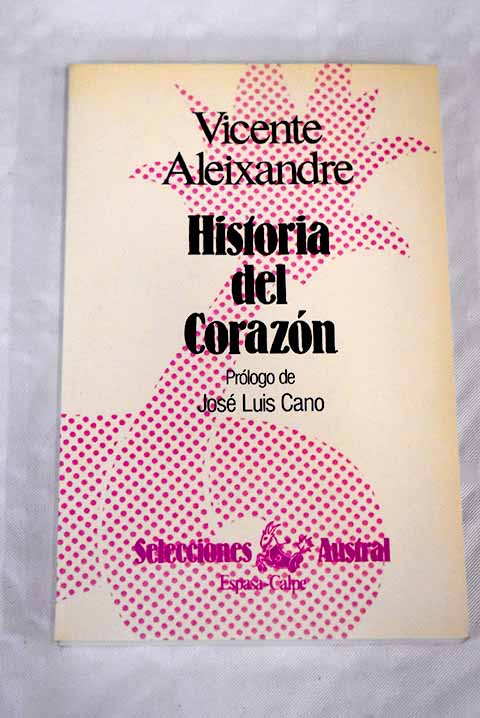 Vicente
Aleixandre
Historia
del
Corazón
Prólogo de
José Luis Cano
Selecciones Austral
Espasa-Calpe